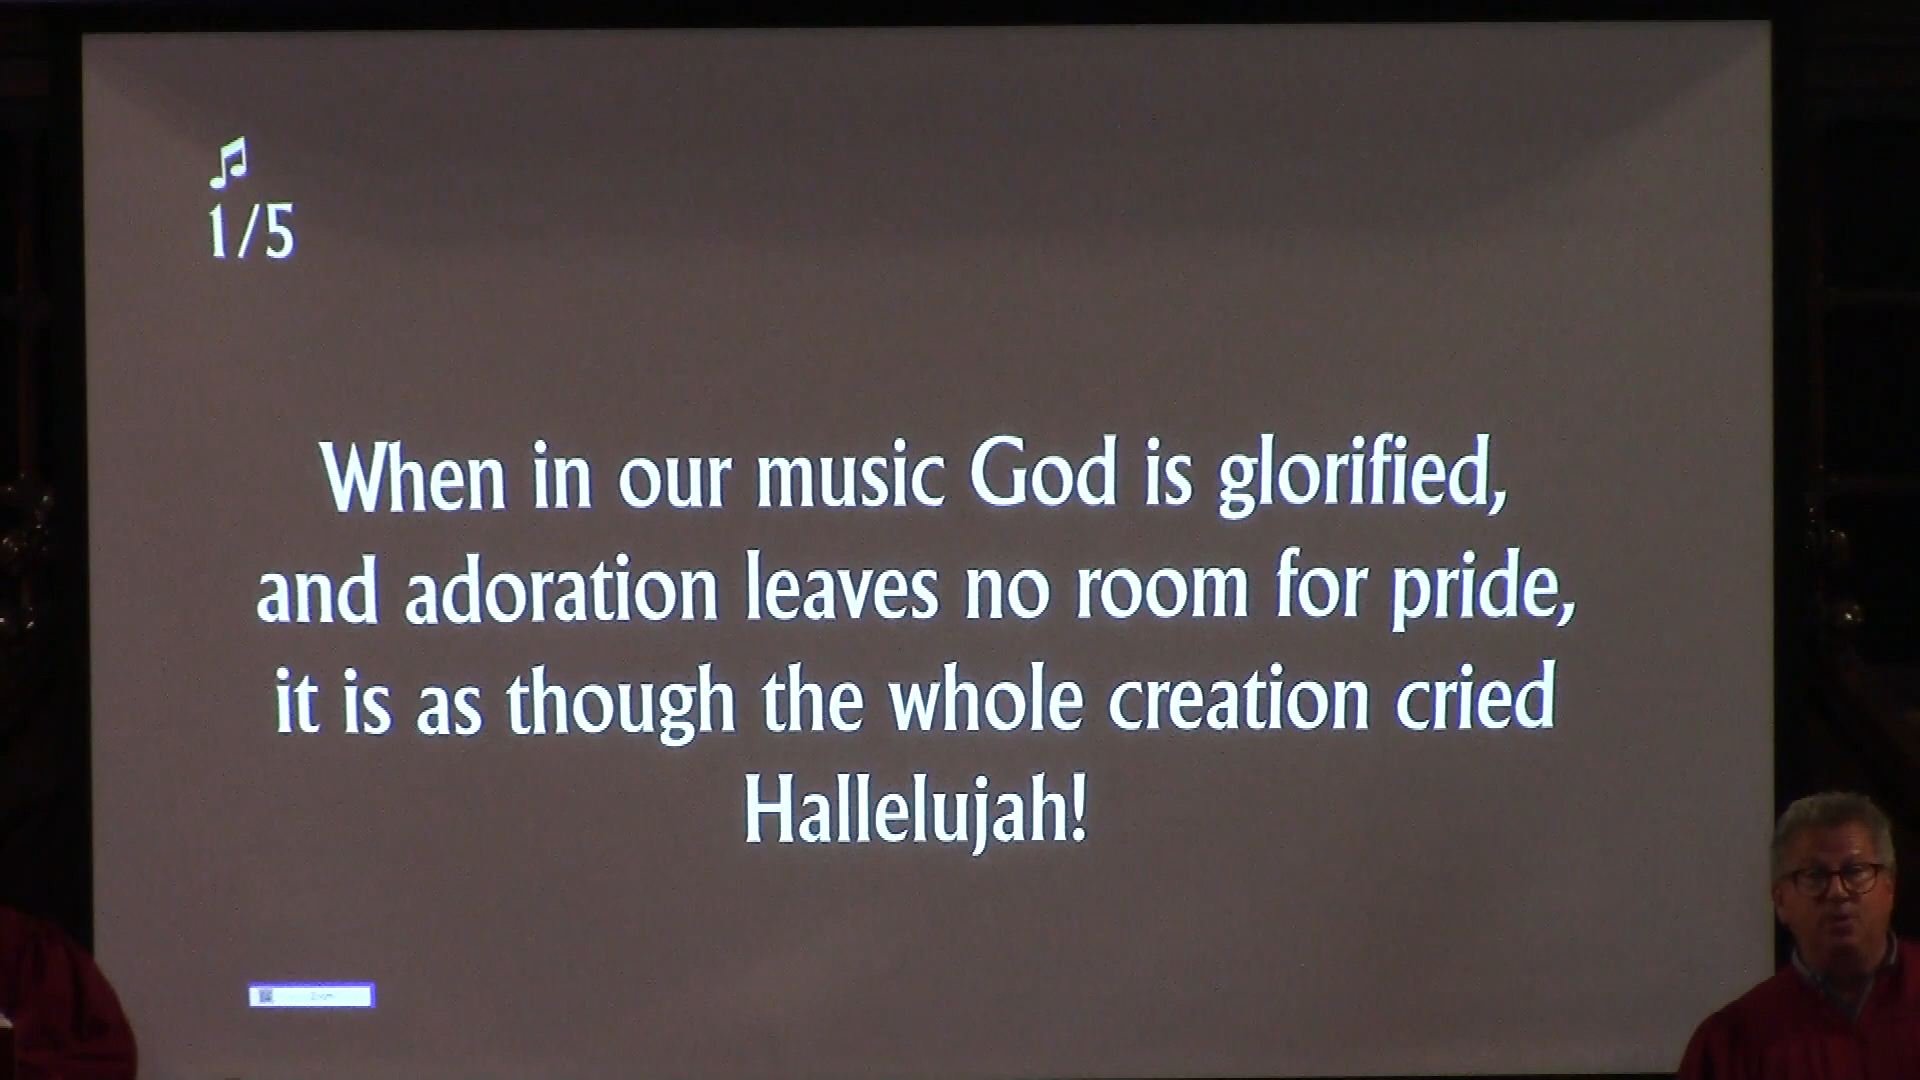 ♫
1/5
When in our music God is glorified,
and adoration leaves no room for pride,
it is as though the whole creation cried
Hallelujah!
Zoom